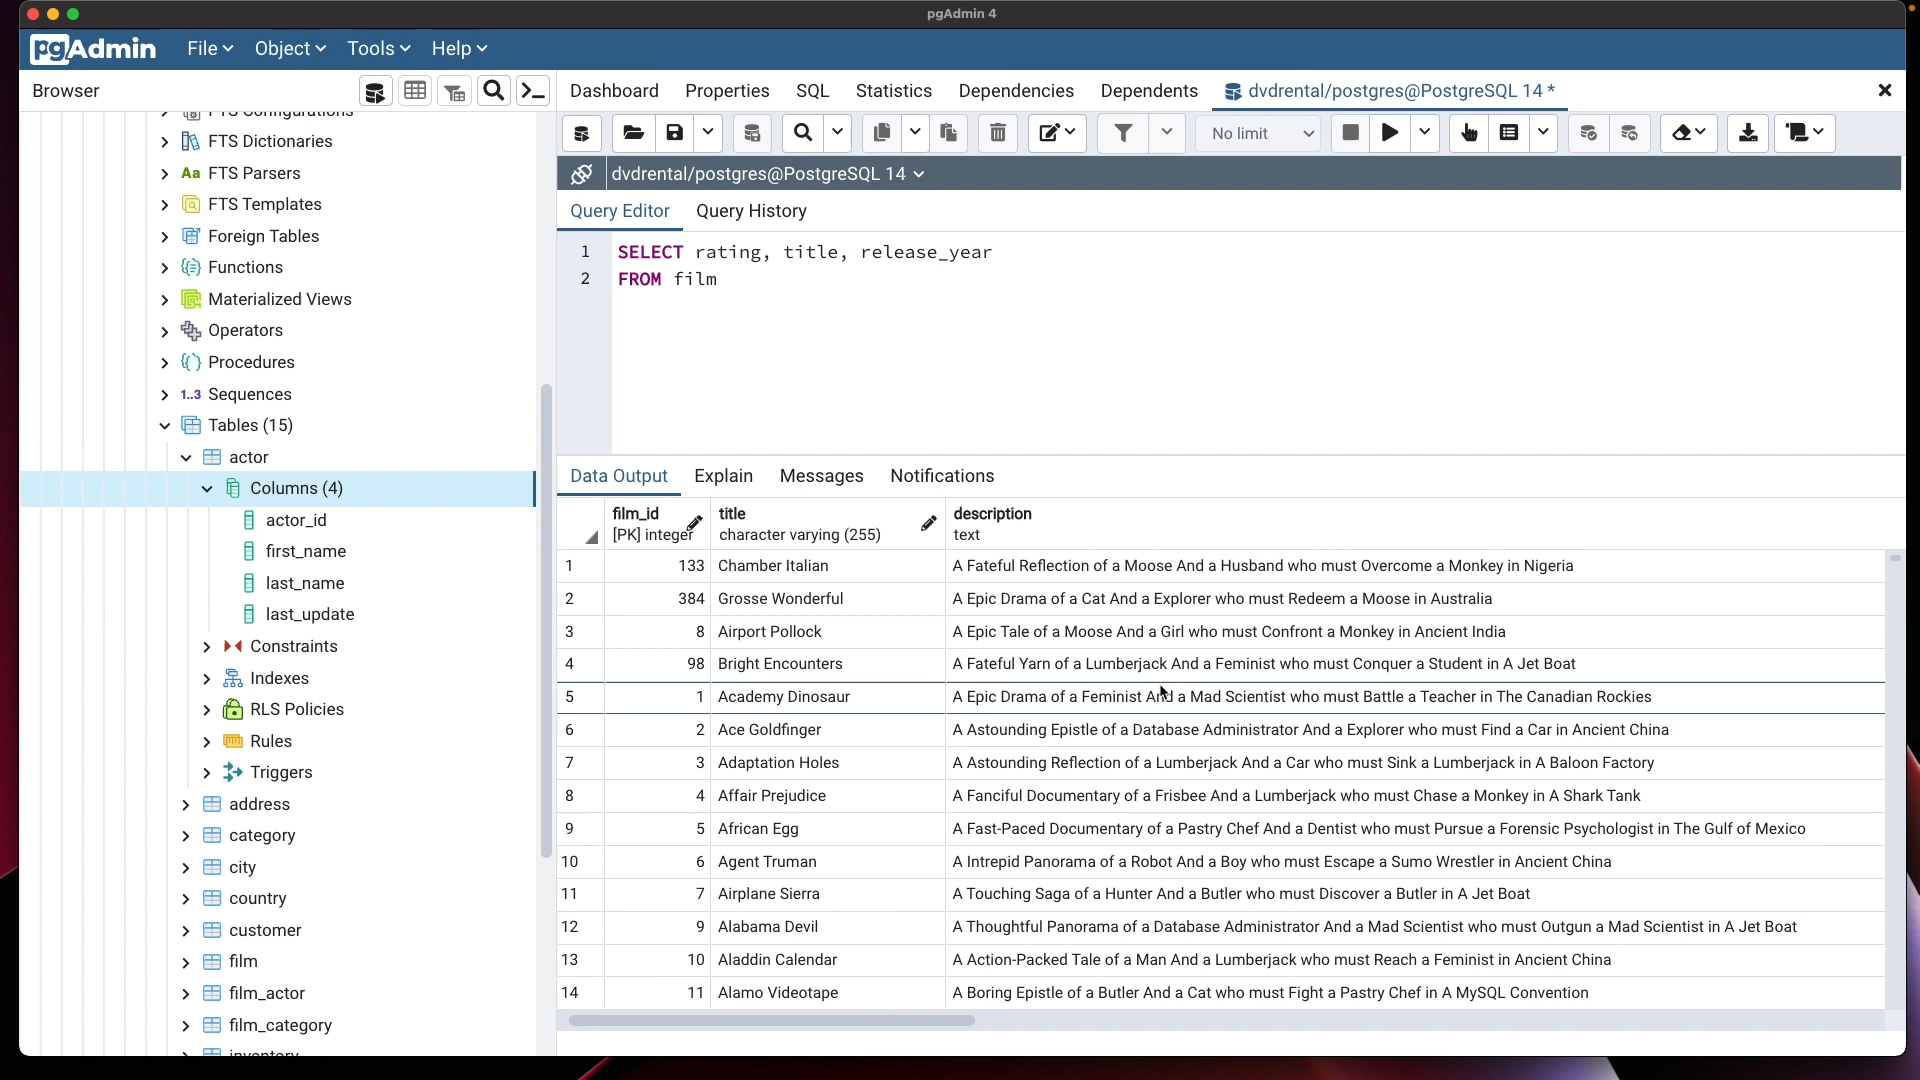 pgAdmin 4
pgAdmin File Object Tools Help
Browser
Dashboard Properties SQL Statistics Dependencies Dependents dvdrental/postgres@PostgreSQL 14 *
No limit
dvdrental/postgres@PostgreSQL 14
Query Editor Query History
1 SELECT rating, title, release_year
2 FROM film
FTS Configurations
FTS Dictionaries
Aa FTS Parsers
FTS Templates
Foreign Tables
Functions
Materialized Views
Operators
Procedures
1..3 Sequences
Tables (15)
actor
Columns (4)
actor_id
first_name
last_name
last_update
Constraints
Indexes
RLS Policies
Rules
Triggers
address
category
city
country
customer
film
film_actor
film_category
inventory
Data Output Explain Messages Notifications
film_id title description
[PK] integer character varying (255) text
1 133 Chamber Italian A Fateful Reflection of a Moose And a Husband who must Overcome a Monkey in Nigeria
2 384 Grosse Wonderful A Epic Drama of a Cat And a Explorer who must Redeem a Moose in Australia
3 8 Airport Pollock A Epic Tale of a Moose And a Girl who must Confront a Monkey in Ancient India
4 98 Bright Encounters A Fateful Yarn of a Lumberjack And a Feminist who must Conquer a Student in A Jet Boat
5 1 Academy Dinosaur A Epic Drama of a Feminist And a Mad Scientist who must Battle a Teacher in The Canadian Rockies
6 2 Ace Goldfinger A Astounding Epistle of a Database Administrator And a Explorer who must Find a Car in Ancient China
7 3 Adaptation Holes A Astounding Reflection of a Lumberjack And a Car who must Sink a Lumberjack in A Baloon Factory
8 4 Affair Prejudice A Fanciful Documentary of a Frisbee And a Lumberjack who must Chase a Monkey in A Shark Tank
9 5 African Egg A Fast-Paced Documentary of a Pastry Chef And a Dentist who must Pursue a Forensic Psychologist in The Gulf of Mexico
10 6 Agent Truman A Intrepid Panorama of a Robot And a Boy who must Escape a Sumo Wrestler in Ancient China
11 7 Airplane Sierra A Touching Saga of a Hunter And a Butler who must Discover a Butler in A Jet Boat
12 9 Alabama Devil A Thoughtful Panorama of a Database Administrator And a Mad Scientist who must Outgun a Mad Scientist in A Jet Boat
13 10 Aladdin Calendar A Action-Packed Tale of a Man And a Lumberjack who must Reach a Feminist in Ancient China
14 11 Alamo Videotape A Boring Epistle of a Butler And a Cat who must Fight a Pastry Chef in A MySQL Convention